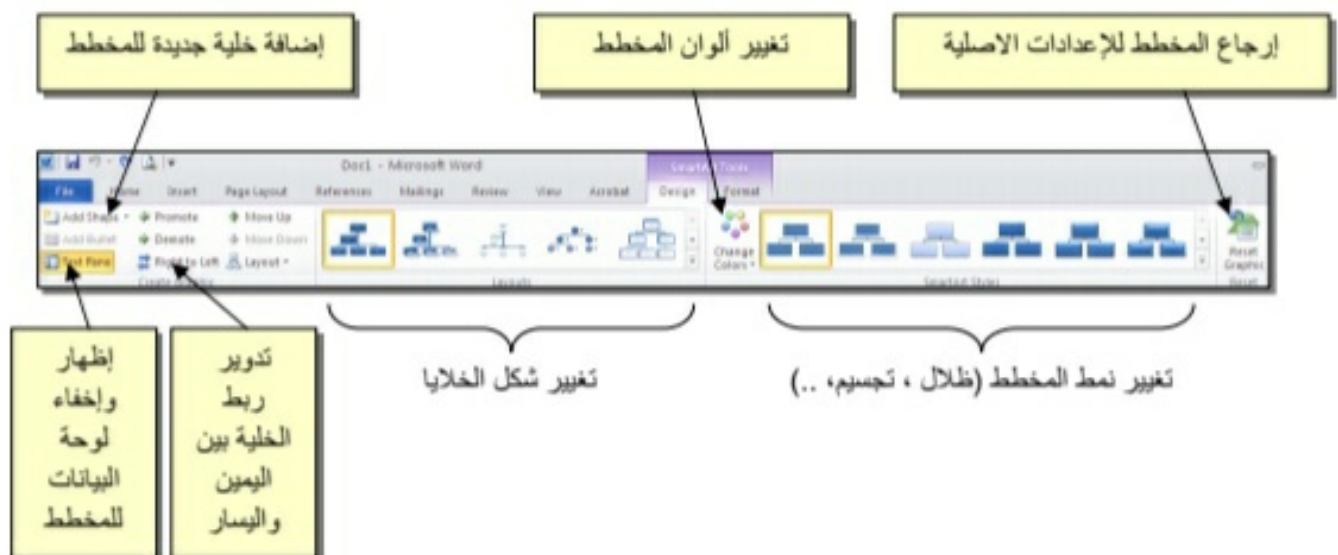 إضافة خلية جديدة للمخطط
تغيير ألوان المخطط
إرجاع المخطط للإعدادات الاصلية
Doc1 - Microsoft Word
SmartArt Tools
File Home Insert Page Layout References Mailings Review View Acrobat Design Format
Add Shape Promote Move Up
Add Bullet Demote Move Down
Text Pane Right to Left Layout
Change Colors
Reset Graphic
Layouts
SmartArt Styles
Reset
إظهار
وإخفاء
لوحة
البيانات
للمخطط
تدوير
ربط
الخلية بين
اليمين
واليسار
تغيير شكل الخلايا
تغيير نمط المخطط (ظلال ، تجسيم، ..)